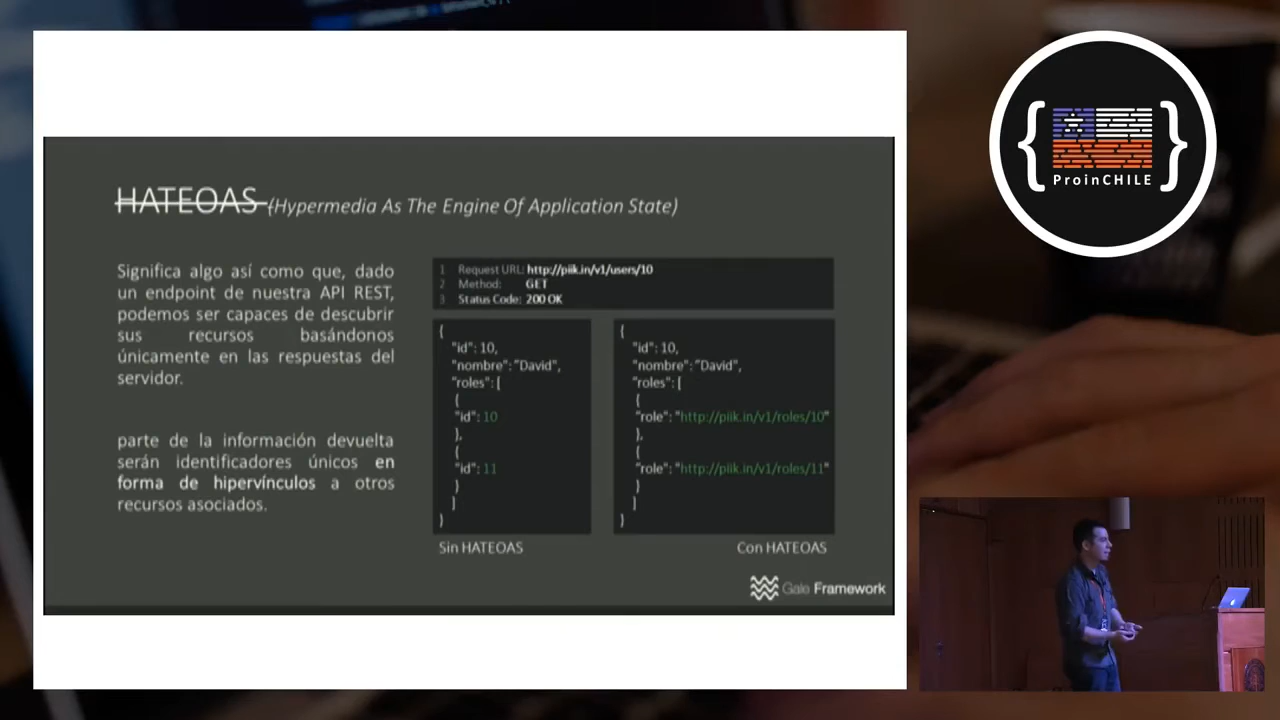 HATEOAS (Hypermedia As The Engine Of Application State)
Significa algo así como que, dado
un endpoint de nuestra API REST,
podemos ser capaces de descubrir
sus recursos basándonos
únicamente en las respuestas del
servidor.
parte de la información devuelta
serán identificadores únicos en
forma de hipervínculos a otros
recursos asociados.
1 Request URL: http://piik.in/v1/users/10
2 Method: GET
3 Status Code: 200 OK
{
"id": 10,
"nombre": "David",
"roles": [
{
"id": 10
},
{
"id": 11
}
]
}
Sin HATEOAS
{
"id": 10,
"nombre": "David",
"roles": [
{
"role": "http://piik.in/v1/roles/10"
},
{
"role": "http://piik.in/v1/roles/11"
}
]
}
Con HATEOAS
Gale Framework
{ }
ProinCHILE